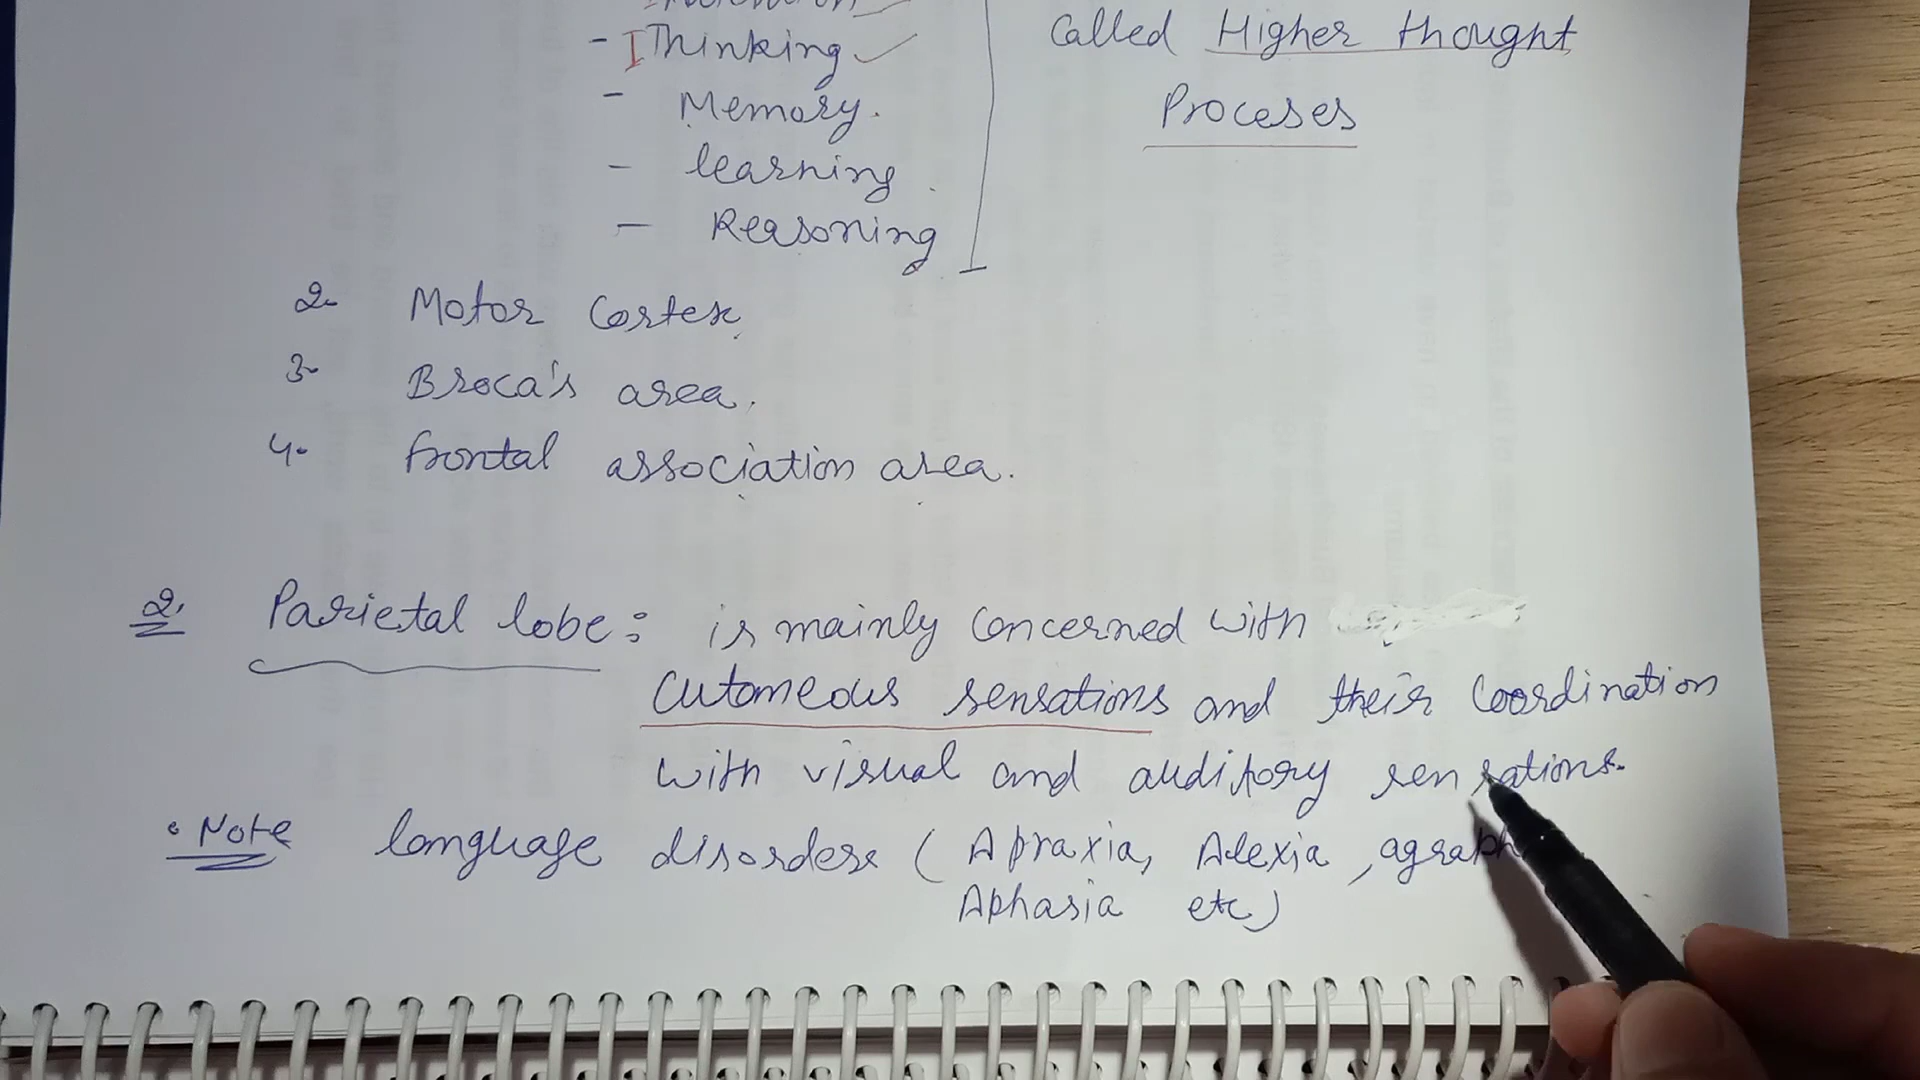 - Thinking
- Memory.
- learning
- Reasoning
Called Higher thought
Proceses
2- Motor Cortex
3- Broca's area.
4. frontal association area.
2. Parietal lobe: is mainly concerned with
cutaneous sensations and their coordination
with visual and auditory sensations.
• Note language disorders (Apraxia, Alexia, agraph
Aphasia etc)